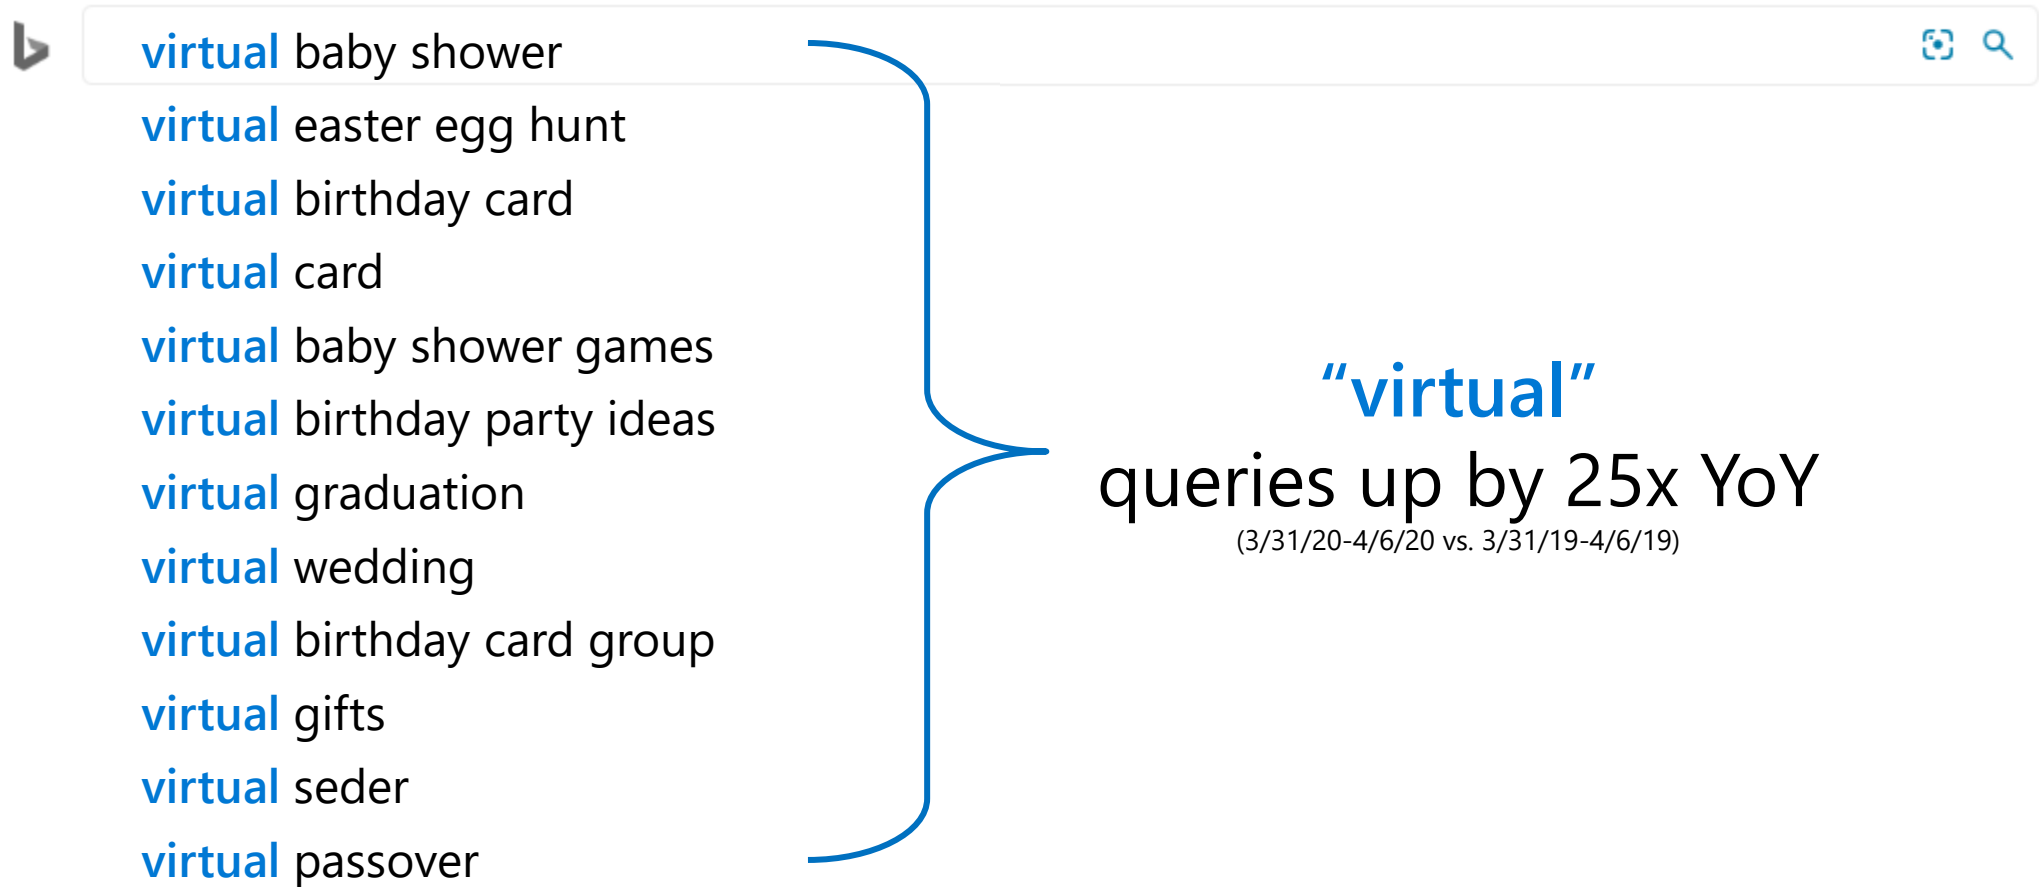 virtual baby shower
virtual easter egg hunt
virtual birthday card
virtual card
virtual baby shower games
virtual birthday party ideas
virtual graduation
virtual wedding
virtual birthday card group
virtual gifts
virtual seder
virtual passover
“virtual”
queries up by 25x YoY
(3/31/20-4/6/20 vs. 3/31/19-4/6/19)